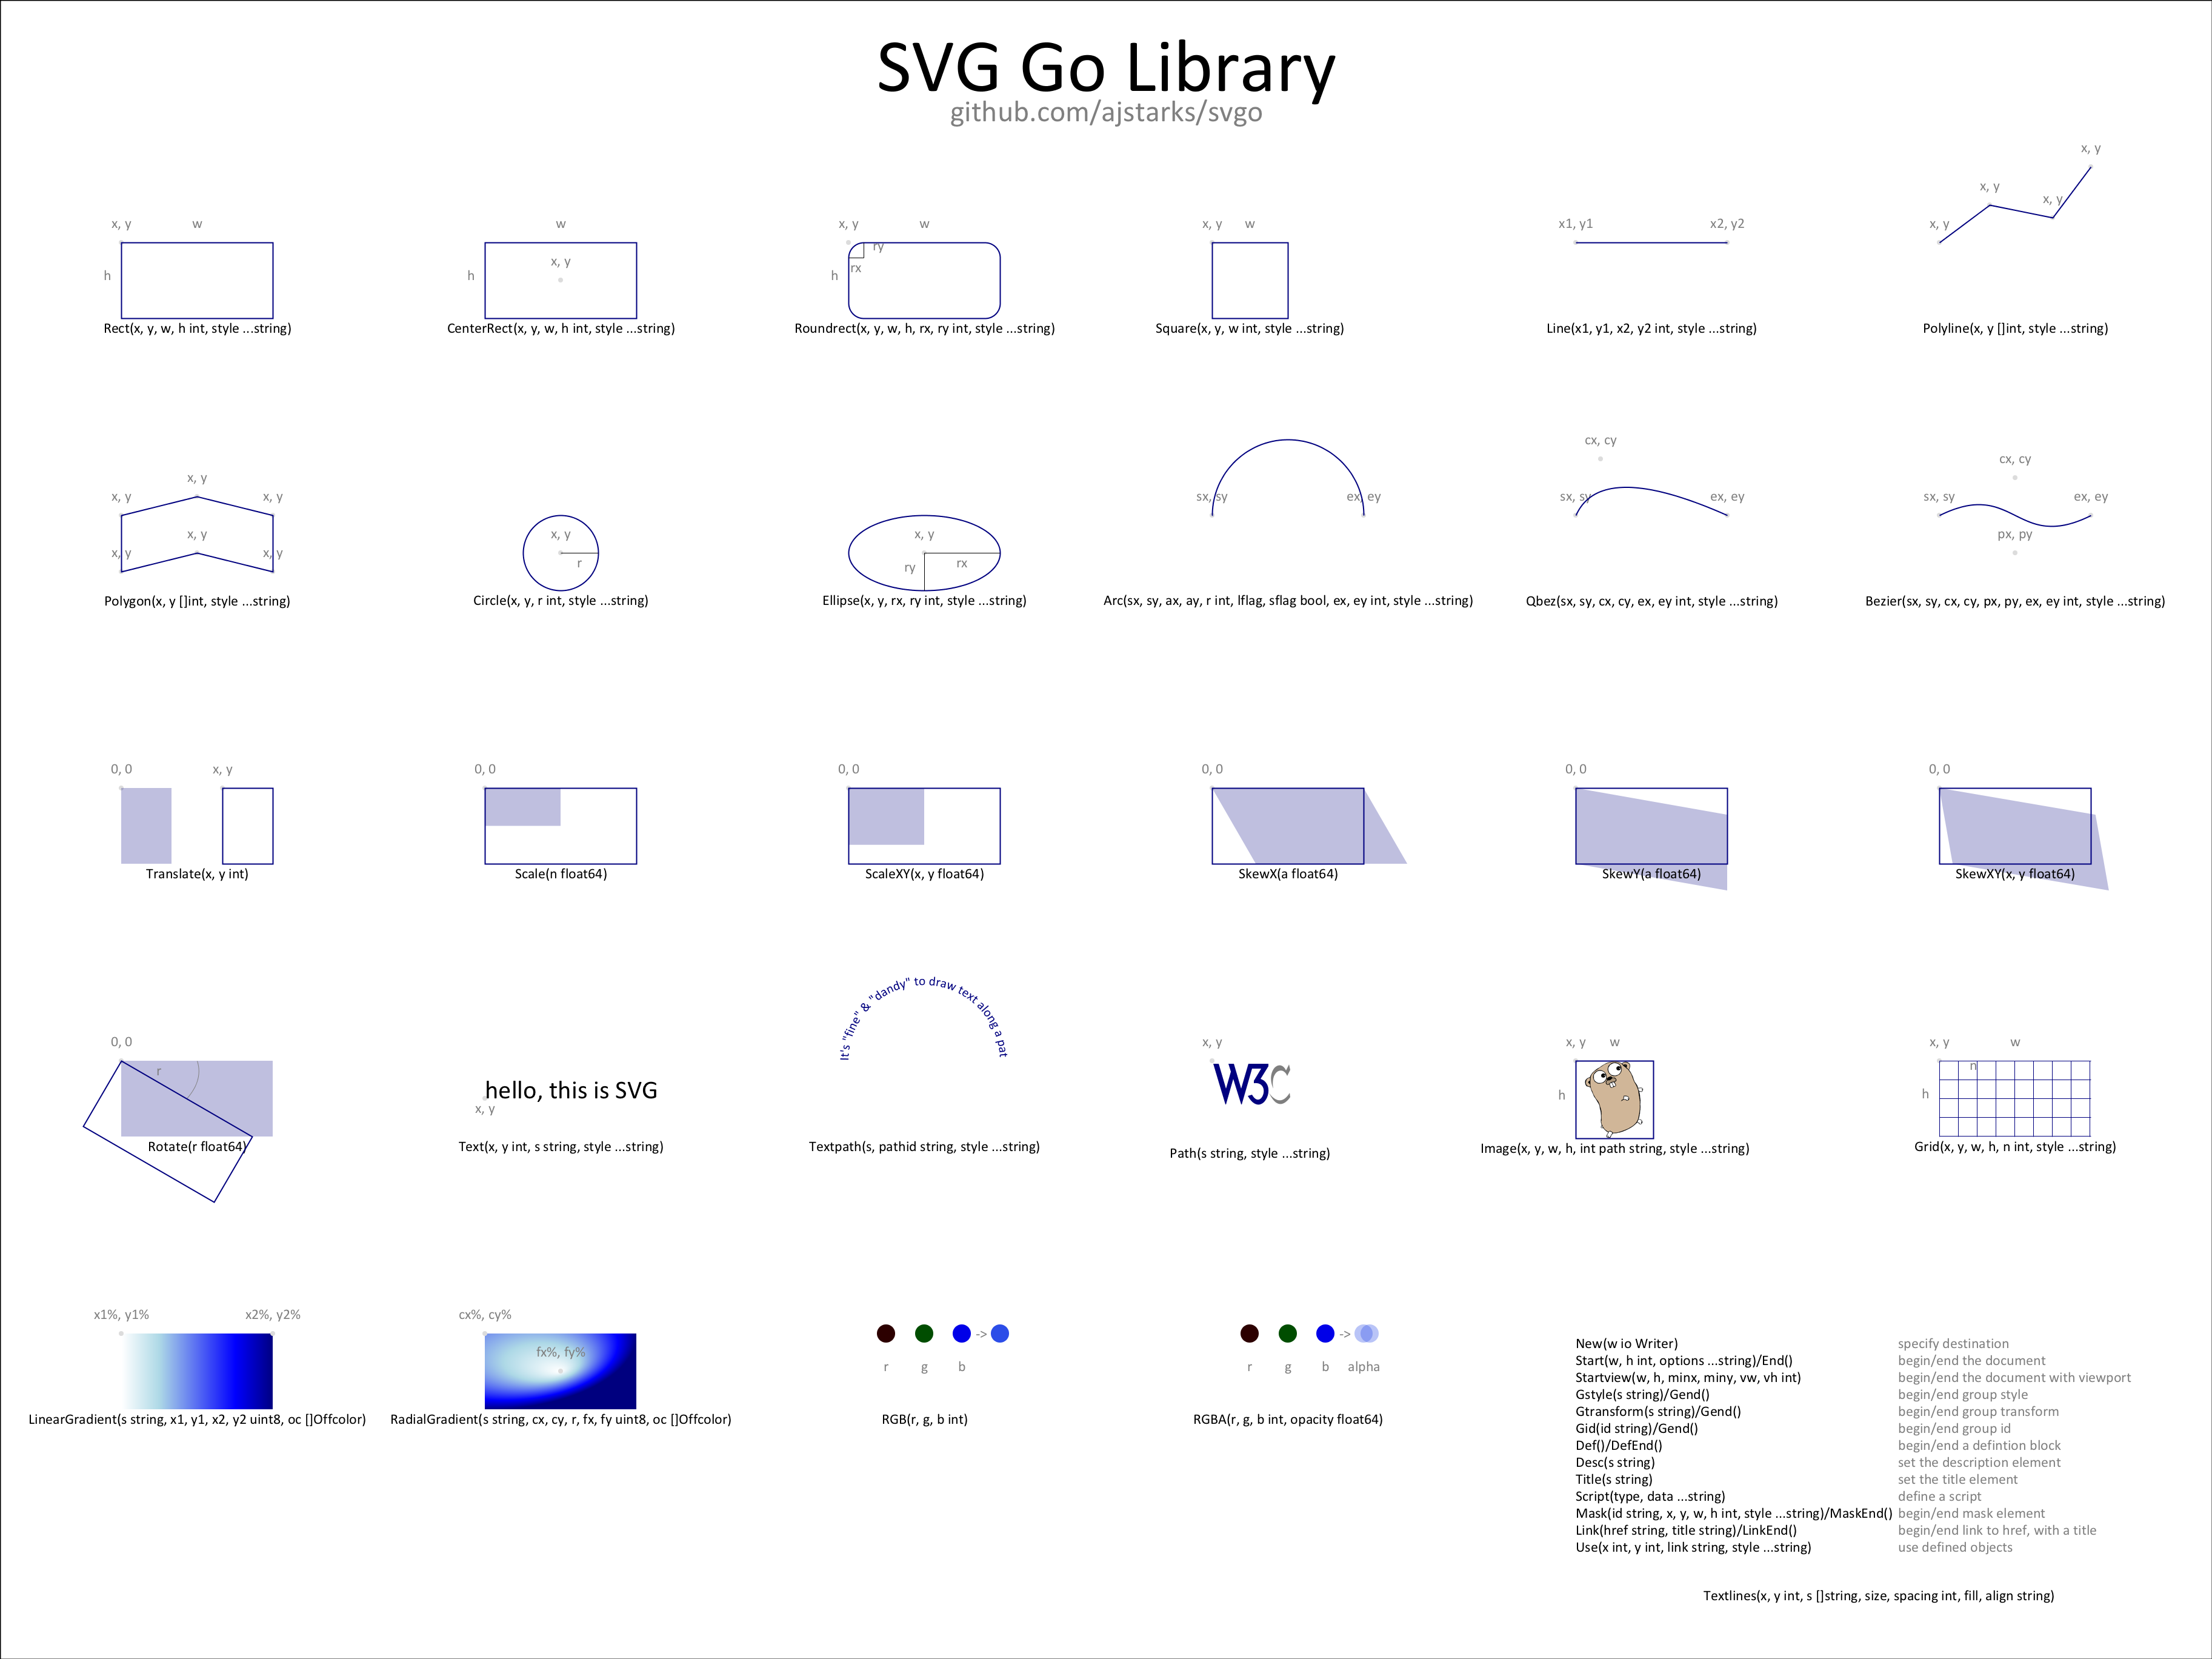 SVG Go Library
github.com/ajstarks/svgo
x, y
w
h
Rect(x, y, w, h int, style ...string)
w
x, y
h
CenterRect(x, y, w, h int, style ...string)
x, y
w
ry
rx
h
Roundrect(x, y, w, h, rx, ry int, style ...string)
x, y
w
Square(x, y, w int, style ...string)
x1, y1
x2, y2
Line(x1, y1, x2, y2 int, style ...string)
x, y
x, y
x, y
x, y
Polyline(x, y []int, style ...string)
x, y
x, y
x, y
x, y
x, y
x, y
Polygon(x, y []int, style ...string)
x, y
r
Circle(x, y, r int, style ...string)
x, y
ry
rx
Ellipse(x, y, rx, ry int, style ...string)
sx, sy
ex, ey
Arc(sx, sy, ax, ay, r int, lflag, sflag bool, ex, ey int, style ...string)
cx, cy
sx, sy
ex, ey
Qbez(sx, sy, cx, cy, ex, ey int, style ...string)
cx, cy
sx, sy
ex, ey
px, py
Bezier(sx, sy, cx, cy, px, py, ex, ey int, style ...string)
0, 0
x, y
Translate(x, y int)
0, 0
Scale(n float64)
0, 0
ScaleXY(x, y float64)
0, 0
SkewX(a float64)
0, 0
SkewY(a float64)
0, 0
SkewXY(x, y float64)
0, 0
r
Rotate(r float64)
hello, this is SVG
x, y
Text(x, y int, s string, style ...string)
It's "fine" & "dandy" to draw text along a pat
Textpath(s, pathid string, style ...string)
x, y
W3C
Path(s string, style ...string)
x, y
w
h
Image(x, y, w, h, int path string, style ...string)
x, y
w
n
h
Grid(x, y, w, h, n int, style ...string)
x1%, y1%
x2%, y2%
LinearGradient(s string, x1, y1, x2, y2 uint8, oc []Offcolor)
cx%, cy%
fx%, fy%
RadialGradient(s string, cx, cy, r, fx, fy uint8, oc []Offcolor)
->
r
g
b
RGB(r, g, b int)
->
r
g
b
alpha
RGBA(r, g, b int, opacity float64)
New(w io Writer) specify destination
Start(w, h int, options ...string)/End() begin/end the document
Startview(w, h, minx, miny, vw, vh int) begin/end the document with viewport
Gstyle(s string)/Gend() begin/end group style
Gtransform(s string)/Gend() begin/end group transform
Gid(id string)/Gend() begin/end group id
Def()/DefEnd() begin/end a defintion block
Desc(s string) set the description element
Title(s string) set the title element
Script(type, data ...string) define a script
Mask(id string, x, y, w, h int, style ...string)/MaskEnd() begin/end mask element
Link(href string, title string)/LinkEnd() begin/end link to href, with a title
Use(x int, y int, link string, style ...string) use defined objects
Textlines(x, y int, s []string, size, spacing int, fill, align string)